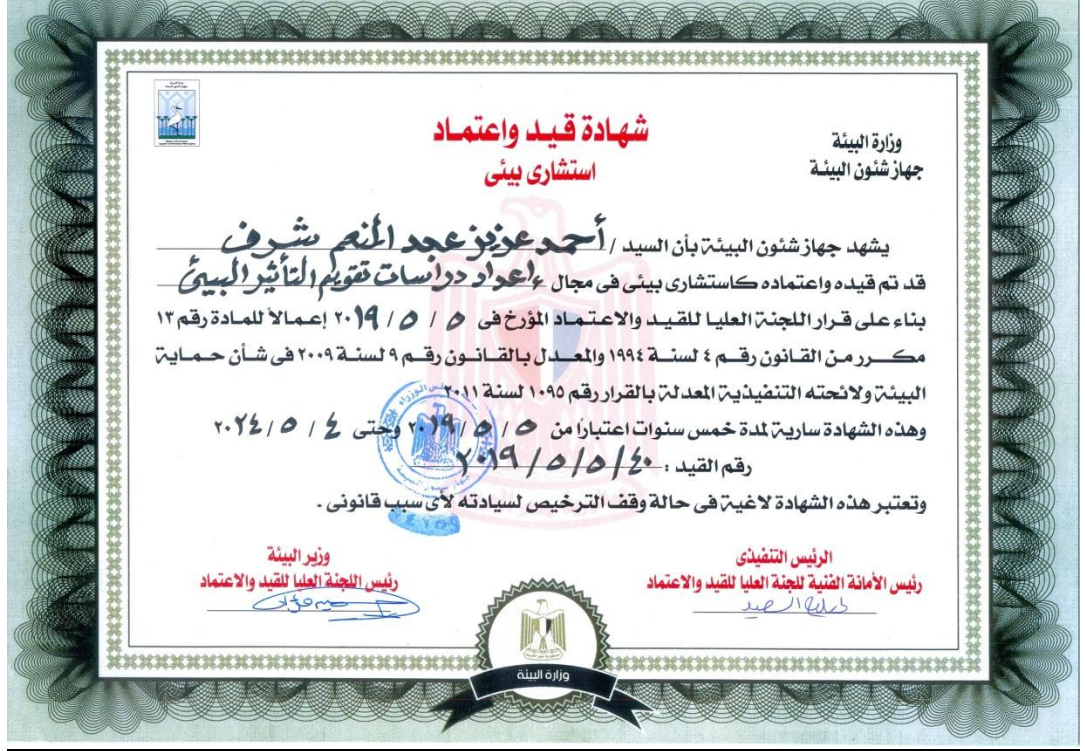 وزارة البيئة
جهاز شئون البيئة
شهادة قيد واعتماد
استشارى بيئى
يشهد جهاز شئون البيئة بأن السيد / أحمد عزيز عبد المنعم شرف
قد تم قيده واعتماده كاستشارى بيئى فى مجال / إعداد دراسات تقويم التأثير البيئى
بناء على قرار اللجنة العليا للقيد والاعتماد المؤرخ فى ٥ / ٥ / ٢٠١٩ إعمالاً للمادة رقم ١٣
مكرر من القانون رقم ٤ لسنة ١٩٩٤ والمعدل بالقانون رقم ٩ لسنة ٢٠٠٩ فى شأن حماية
البيئة ولائحته التنفيذية المعدلة بالقرار رقم ١٠٩٥ لسنة ٢٠١١
وهذه الشهادة سارية لمدة خمس سنوات اعتباراً من ٥ / ٥ / ٢٠١٩ وحتى ٤ / ٥ / ٢٠٢٤
رقم القيد : ٤٠ / ٥ / ٥ / ٢٠١٩
وتعتبر هذه الشهادة لاغية فى حالة وقف الترخيص لسيادته لأى سبب قانونى .
الرئيس التنفيذى
رئيس الأمانة الفنية للجنة العليا للقيد والاعتماد
وزير البيئة
رئيس اللجنة العليا للقيد والاعتماد
وزارة البيئة